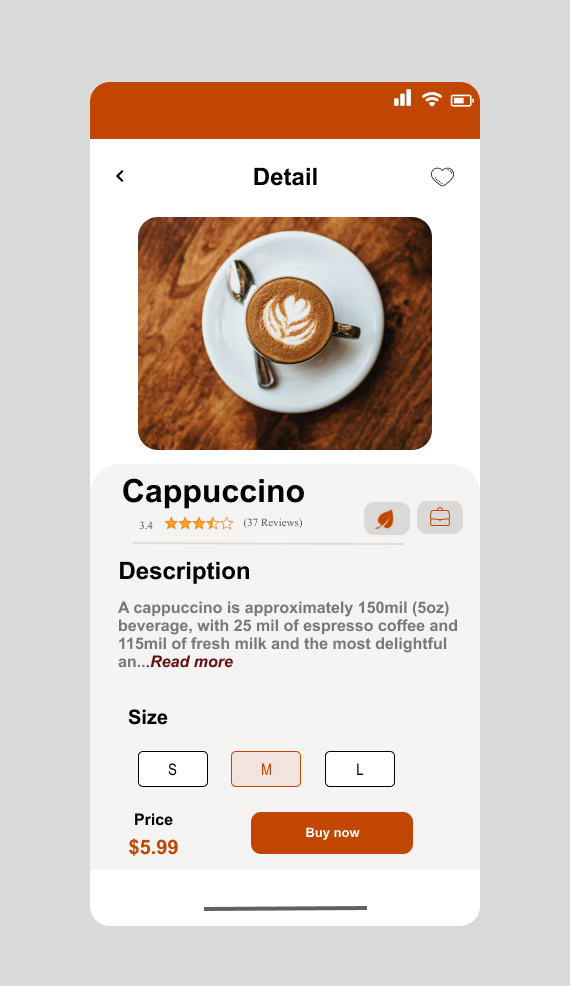 Detail
Cappuccino
3.4 (37 Reviews)
Description
A cappuccino is approximately 150mil (5oz)
beverage, with 25 mil of espresso coffee and
115mil of fresh milk and the most delightful
an...Read more
Size
S M L
Price
$5.99
Buy now